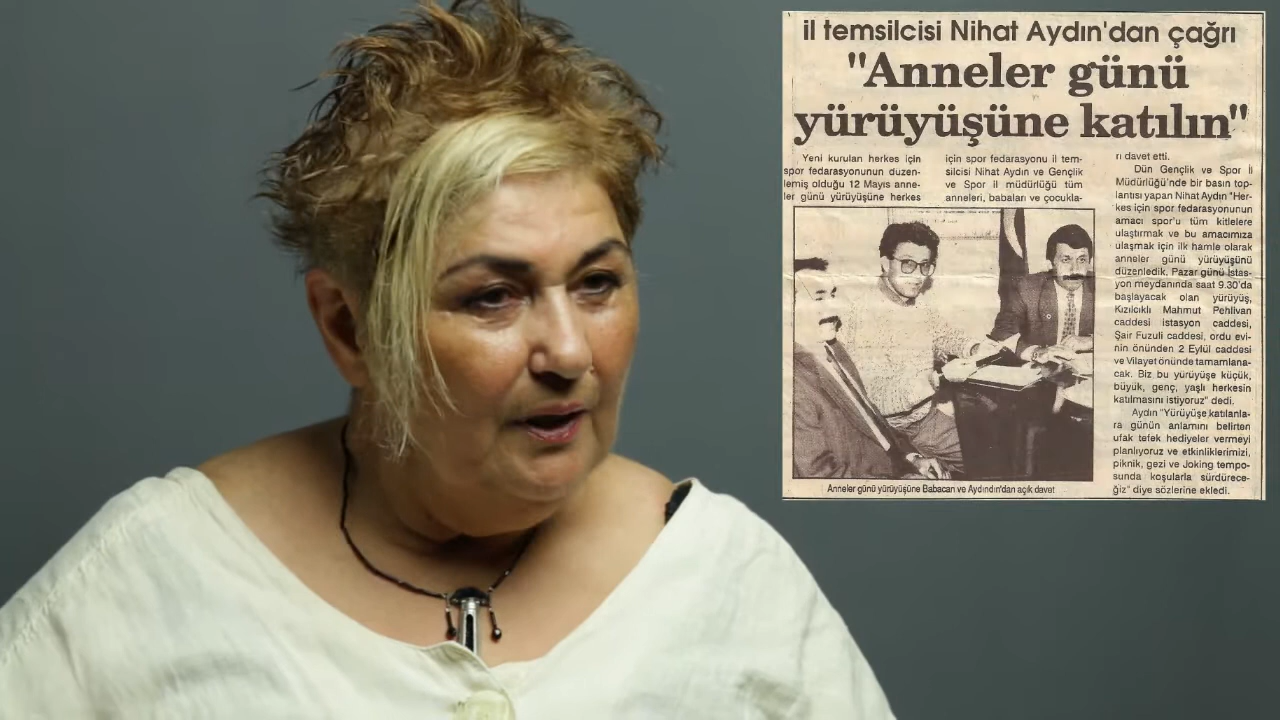 il temsilcisi Nihat Aydın'dan çağrı
"Anneler günü
yürüyüşüne katılın"
Yeni kurulan herkes için
spor fedarasyonunun düzen-
lemiş olduğu 12 Mayıs anne-
ler günü yürüyüşüne herkes
için spor fedarasyonu il tem-
silcisi Nihat Aydın ve Gençlik
ve Spor il müdürlüğü tüm
anneleri, babaları ve çocukla-
rı davet etti.
Dün Gençlik ve Spor İl
Müdürlüğü'nde bir basın top-
lantısı yapan Nihat Aydın "Her-
kes için spor fedarasyonunun
amacı spor'u tüm kitlelere
ulaştırmak ve bu amacımıza
ulaşmak için ilk hamle olarak
anneler günü yürüyüşünü
düzenledik. Pazar günü İstas-
yon meydanında saat 9.30'da
başlayacak olan yürüyüş,
Kızılcıklı Mahmut Pehlivan
caddesi istasyon caddesi,
Şair Fuzuli caddesi, ordu evi-
nin önünden 2 Eylül caddesi
ve Vilayet önünde tamamlana-
cak. Biz bu yürüyüşe küçük,
büyük, genç, yaşlı herkesin
katılmasını istiyoruz" dedi.
Aydın "Yürüyüşe katılanla-
ra günün anlamını belirten
ufak tefek hediyeler vermeyi
planlıyoruz ve etkinliklerimizi,
piknik, gezi ve Joking tempo-
sunda koşularla sürdürece-
ğiz" diye sözlerine ekledi.
Anneler günü yürüyüşüne Babacan ve Aydındın'dan açık davet